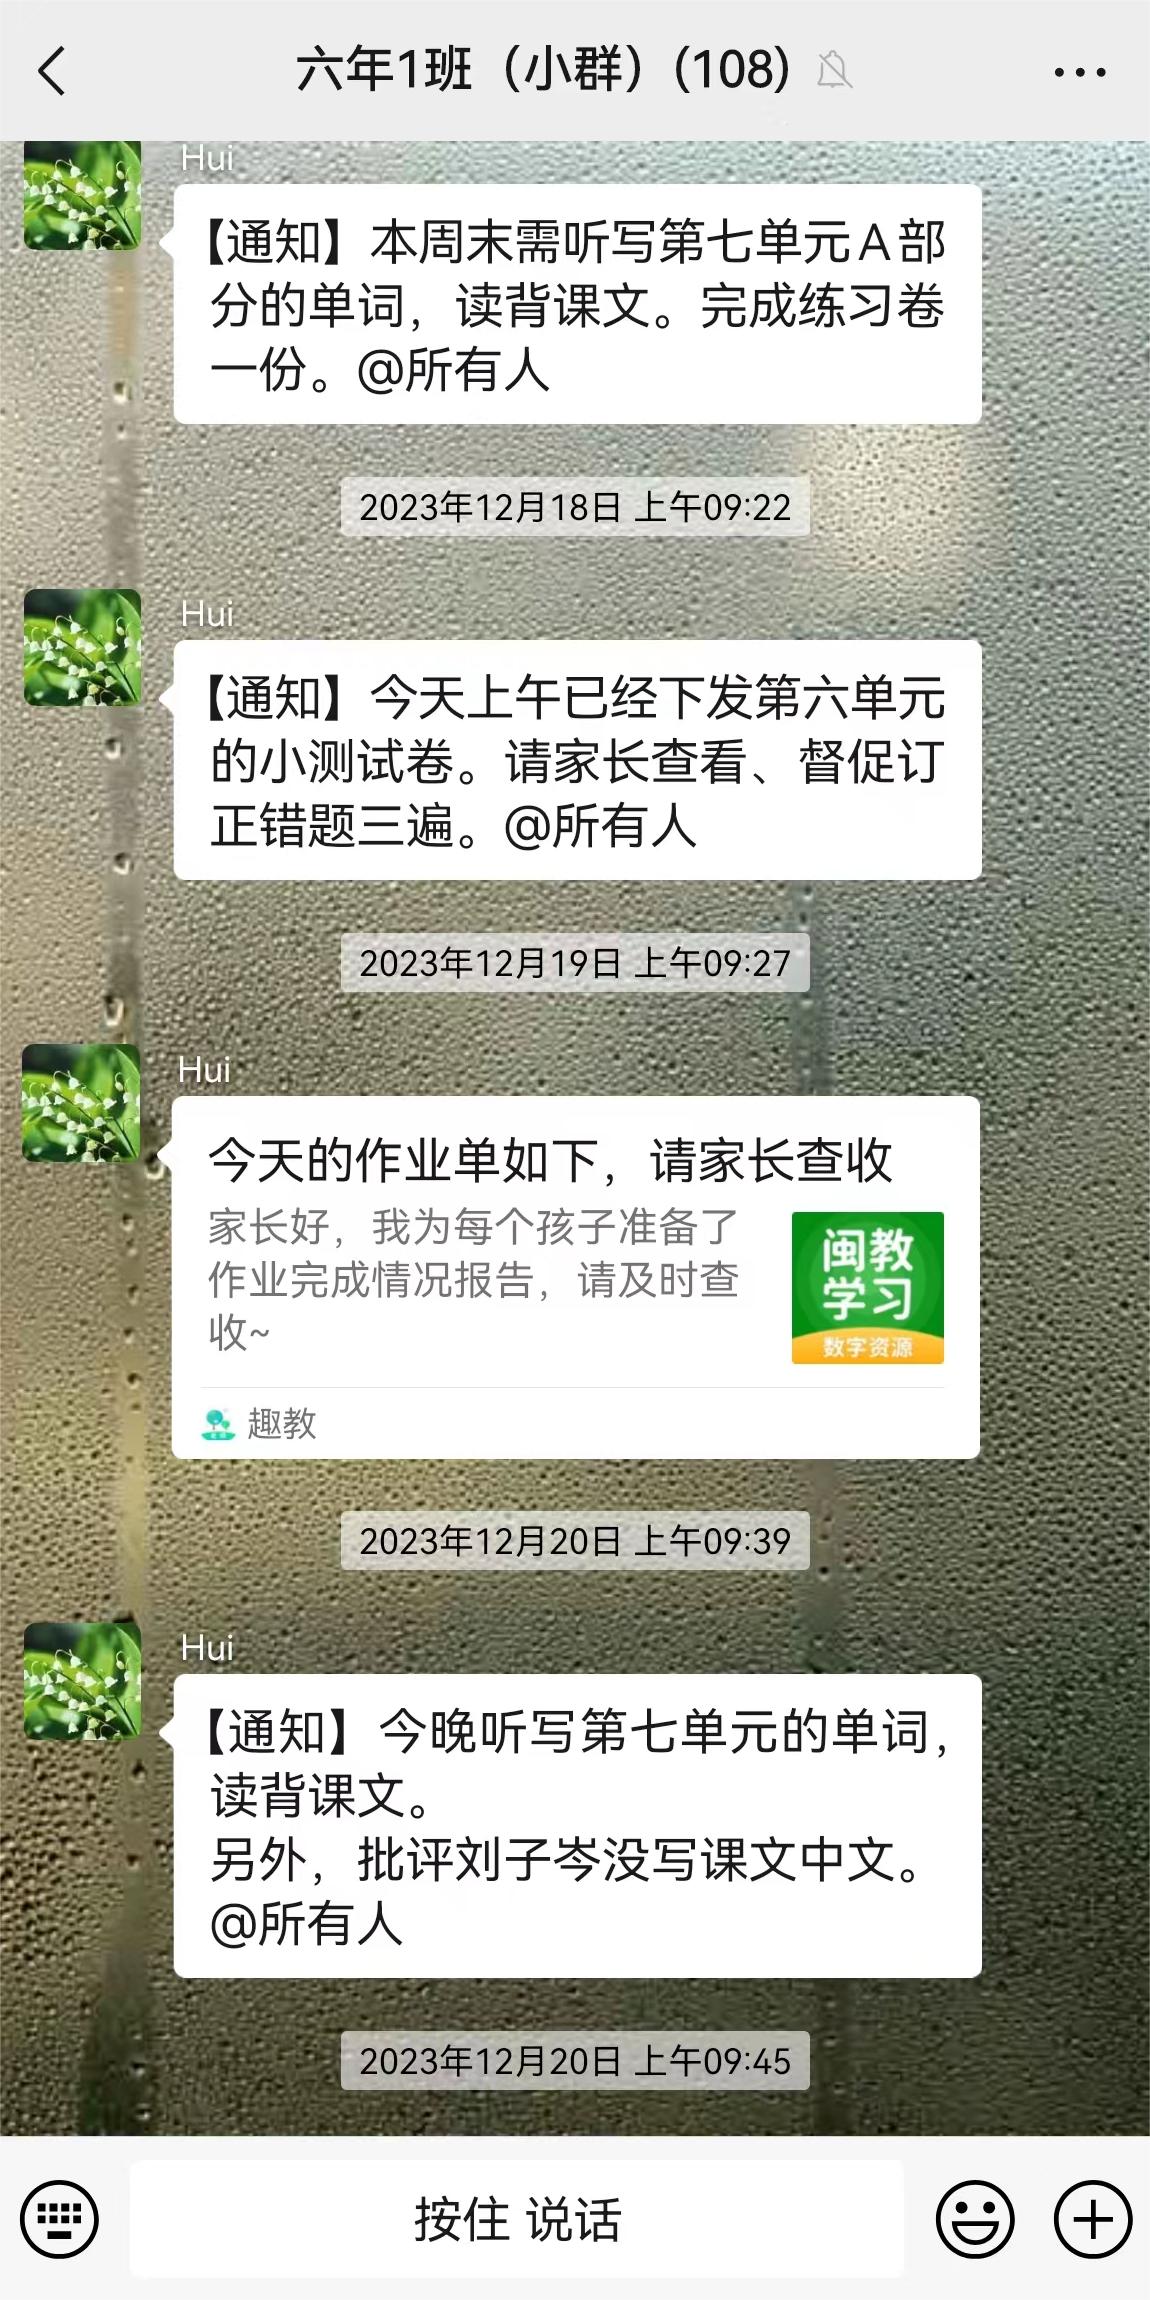 六年1班（小群）(108)
Hui
【通知】本周末需听写第七单元A部
分的单词，读背课文。完成练习卷
一份。@所有人
2023年12月18日 上午09:22
Hui
【通知】今天上午已经下发第六单元
的小测试卷。请家长查看、督促订
正错题三遍。@所有人
2023年12月19日 上午09:27
Hui
今天的作业单如下，请家长查收
家长好，我为每个孩子准备了
作业完成情况报告，请及时查
收~
闽教
学习
数字资源
趣教
2023年12月20日 上午09:39
Hui
【通知】今晚听写第七单元的单词，
读背课文。
另外，批评刘子岑没写课文中文。
@所有人
2023年12月20日 上午09:45
按住 说话